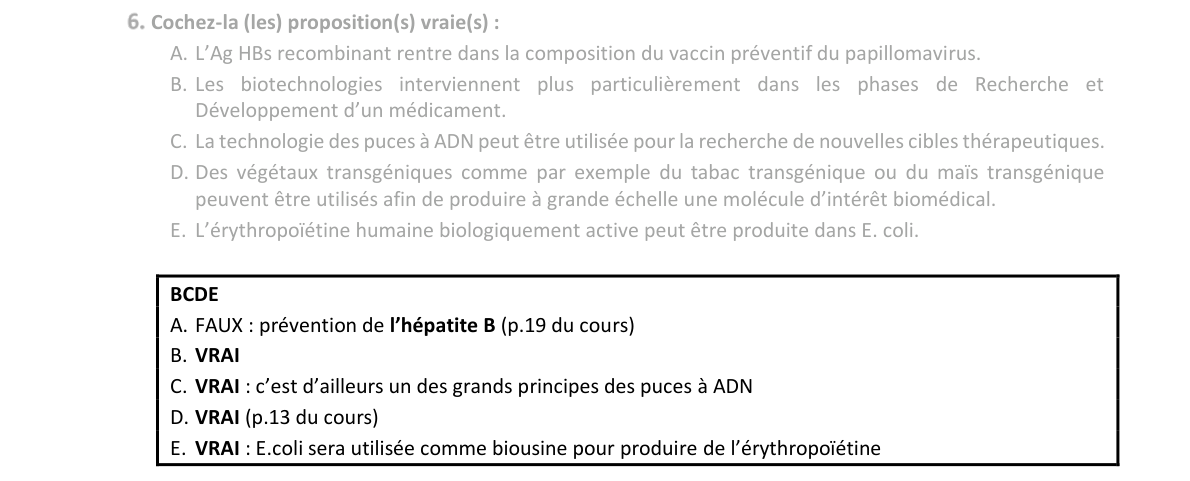 6. Cochez-la (les) proposition(s) vraie(s) :
A. L’Ag HBs recombinant rentre dans la composition du vaccin préventif du papillomavirus.
B. Les biotechnologies interviennent plus particulièrement dans les phases de Recherche et
Développement d’un médicament.
C. La technologie des puces à ADN peut être utilisée pour la recherche de nouvelles cibles thérapeutiques.
D. Des végétaux transgéniques comme par exemple du tabac transgénique ou du maïs transgénique
peuvent être utilisés afin de produire à grande échelle une molécule d’intérêt biomédical.
E. L’érythropoïétine humaine biologiquement active peut être produite dans E. coli.
BCDE
A. FAUX : prévention de l’hépatite B (p.19 du cours)
B. VRAI
C. VRAI : c’est d’ailleurs un des grands principes des puces à ADN
D. VRAI (p.13 du cours)
E. VRAI : E.coli sera utilisée comme biousine pour produire de l’érythropoïétine